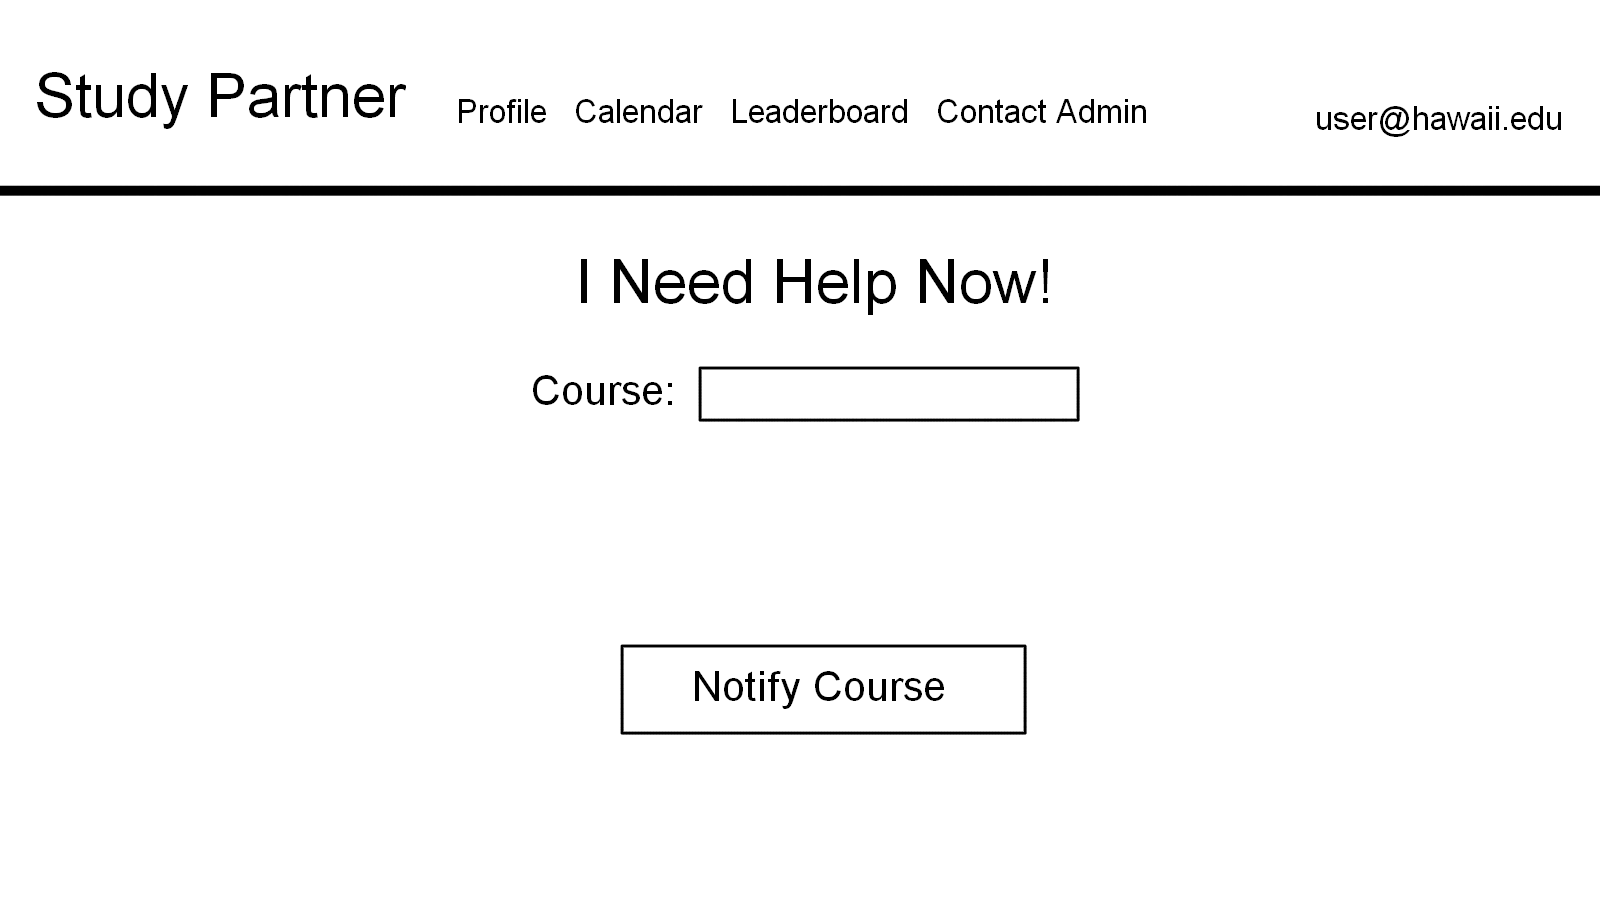 Study Partner Profile Calendar Leaderboard Contact Admin user@hawaii.edu
I Need Help Now!
Course:
Notify Course